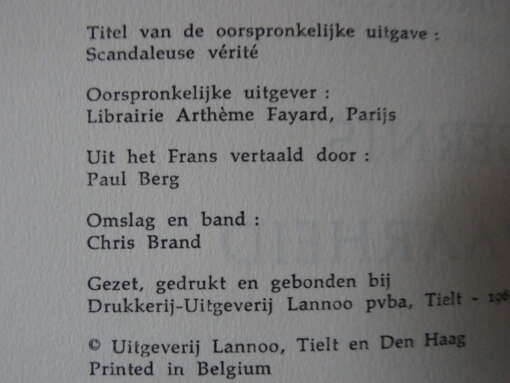 Titel van de oorspronkelijke uitgave :
Scandaleuse vérité
Oorspronkelijke uitgever :
Librairie Arthème Fayard, Parijs
Uit het Frans vertaald door :
Paul Berg
Omslag en band :
Chris Brand
Gezet, gedrukt en gebonden bij
Drukkerij-Uitgeverij Lannoo pvba, Tielt -
© Uitgeverij Lannoo, Tielt en Den Haag
Printed in Belgium